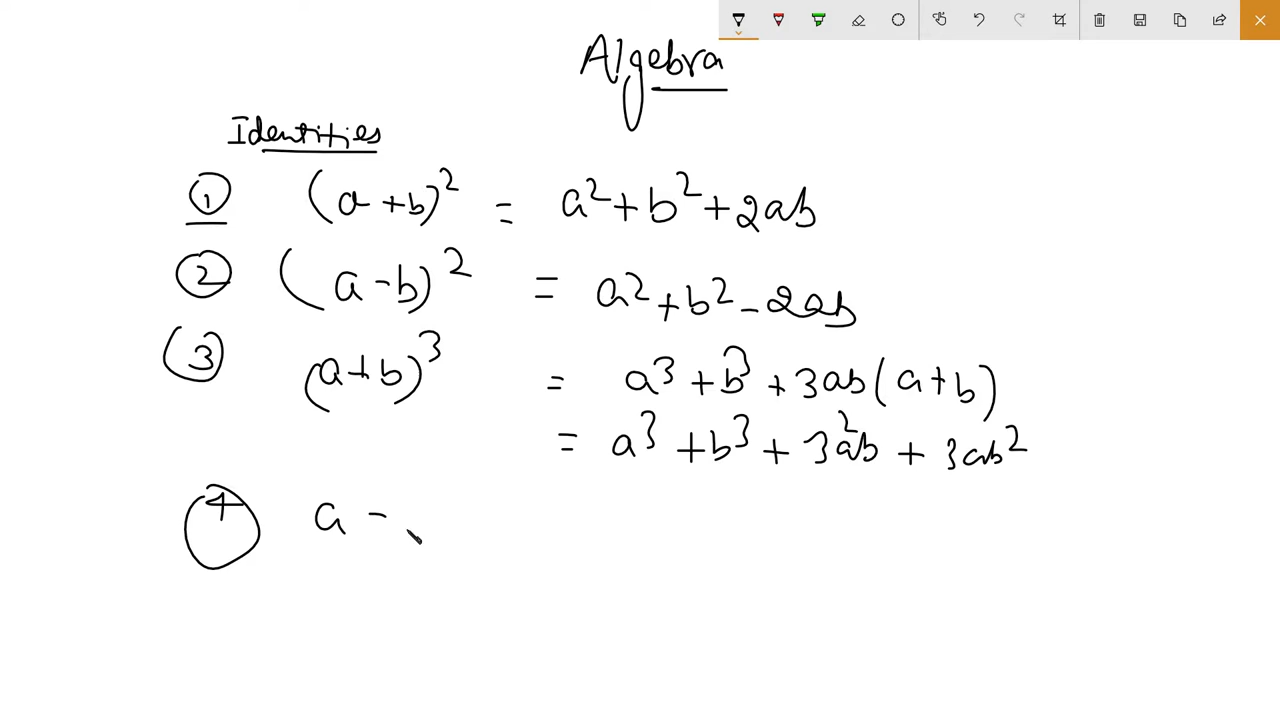 Algebra
Identities
① (a+b)² = a²+b²+2ab
② (a-b)² = a²+b²-2ab
③ (a+b)³ = a³+b³+3ab(a+b)
= a³+b³+3a²b+3ab²
④ a -